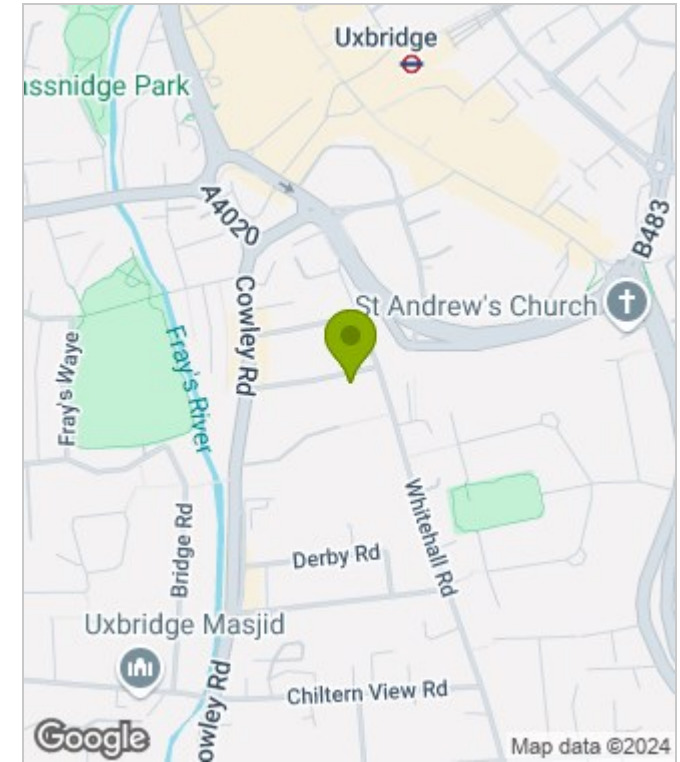 Uxbridge
assnidge Park
A4020
B483
St Andrew's Church
Cowley Rd
Fray's Waye
Fray's River
Whitehall Rd
Bridge Rd
Derby Rd
Uxbridge Masjid
Chiltern View Rd
owley Rd
Google
Map data ©2024